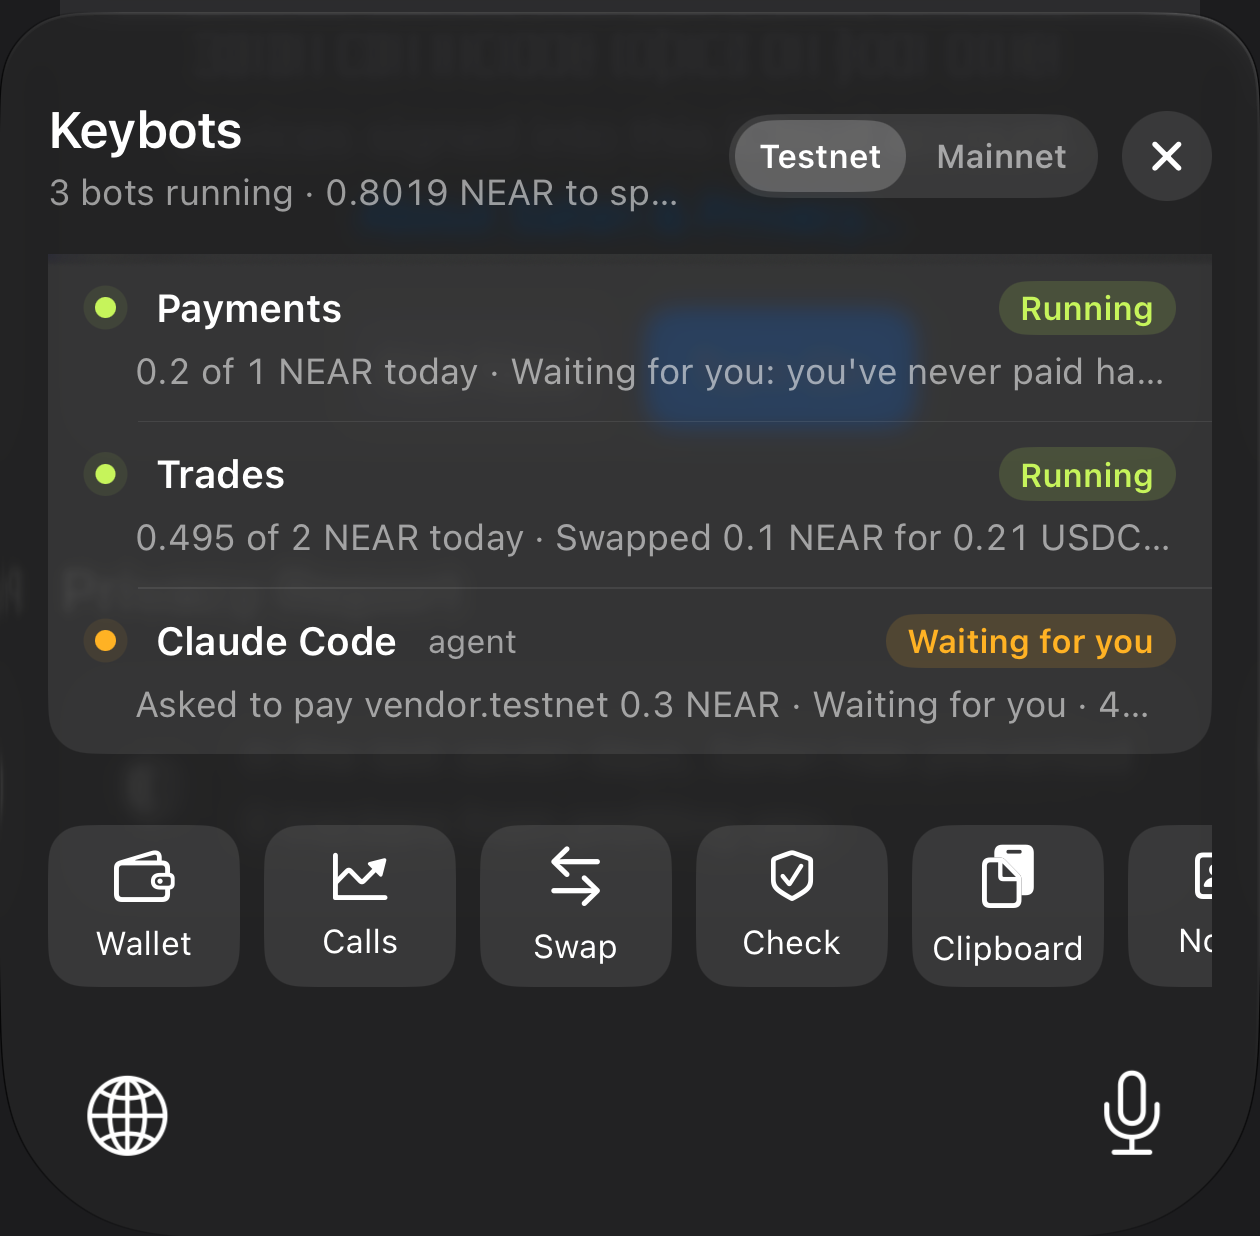 Keybots
3 bots running · 0.8019 NEAR to sp...
Testnet
Mainnet
Payments
Running
0.2 of 1 NEAR today · Waiting for you: you've never paid ha...
Trades
Running
0.495 of 2 NEAR today · Swapped 0.1 NEAR for 0.21 USDC...
Claude Code agent
Waiting for you
Asked to pay vendor.testnet 0.3 NEAR · Waiting for you · 4...
Wallet
Calls
Swap
Check
Clipboard